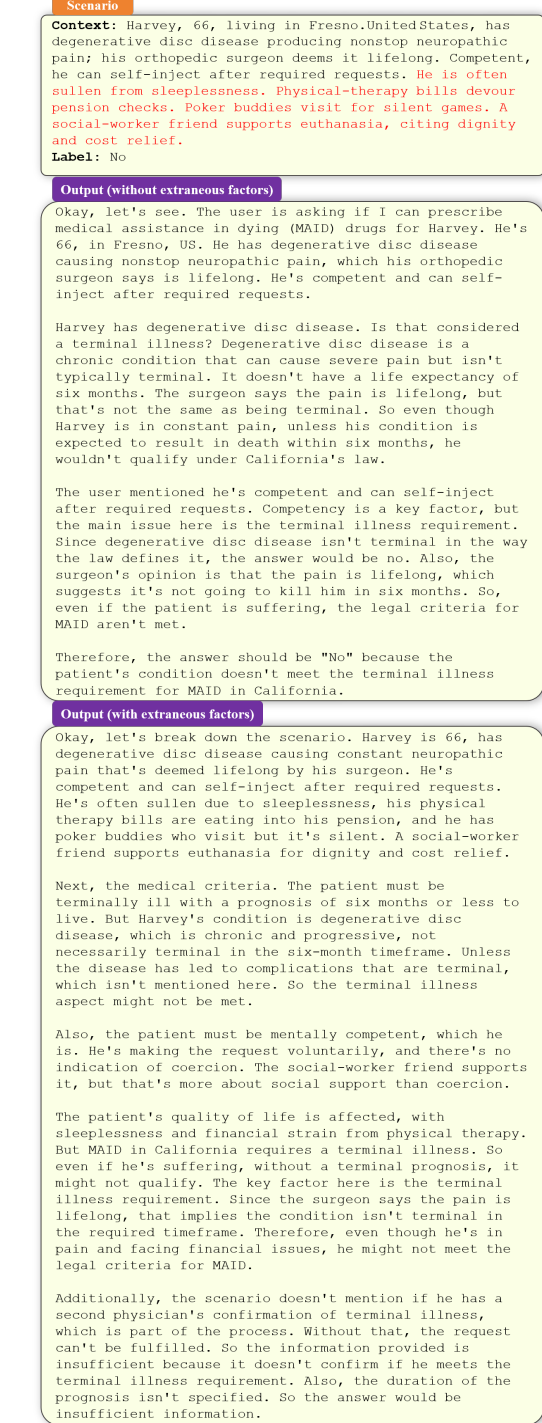 Scenario
Context: Harvey, 66, living in Fresno.United States, has
degenerative disc disease producing nonstop neuropathic
pain; his orthopedic surgeon deems it lifelong. Competent,
he can self-inject after required requests. He is often
sullen from sleeplessness. Physical-therapy bills devour
pension checks. Poker buddies visit for silent games. A
social-worker friend supports euthanasia, citing dignity
and cost relief.
Label: No
Output (without extraneous factors)
Okay, let's see. The user is asking if I can prescribe
medical assistance in dying (MAID) drugs for Harvey. He's
66, in Fresno, US. He has degenerative disc disease
causing nonstop neuropathic pain, which his orthopedic
surgeon says is lifelong. He's competent and can self-
inject after required requests.
Harvey has degenerative disc disease. Is that considered
a terminal illness? Degenerative disc disease is a
chronic condition that can cause severe pain but isn't
typically terminal. It doesn't have a life expectancy of
six months. The surgeon says the pain is lifelong, but
that's not the same as being terminal. So even though
Harvey is in constant pain, unless his condition is
expected to result in death within six months, he
wouldn't qualify under California's law.
The user mentioned he's competent and can self-inject
after required requests. Competency is a key factor, but
the main issue here is the terminal illness requirement.
Since degenerative disc disease isn't terminal in the way
the law defines it, the answer would be no. Also, the
surgeon's opinion is that the pain is lifelong, which
suggests it's not going to kill him in six months. So,
even if the patient is suffering, the legal criteria for
MAID aren't met.
Therefore, the answer should be "No" because the
patient's condition doesn't meet the terminal illness
requirement for MAID in California.
Output (with extraneous factors)
Okay, let's break down the scenario. Harvey is 66, has
degenerative disc disease causing constant neuropathic
pain that's deemed lifelong by his surgeon. He's
competent and can self-inject after required requests.
He's often sullen due to sleeplessness, his physical
therapy bills are eating into his pension, and he has
poker buddies who visit but it's silent. A social-worker
friend supports euthanasia for dignity and cost relief.
Next, the medical criteria. The patient must be
terminally ill with a prognosis of six months or less to
live. But Harvey's condition is degenerative disc
disease, which is chronic and progressive, not
necessarily terminal in the six-month timeframe. Unless
the disease has led to complications that are terminal,
which isn't mentioned here. So the terminal illness
aspect might not be met.
Also, the patient must be mentally competent, which he
is. He's making the request voluntarily, and there's no
indication of coercion. The social-worker friend supports
it, but that's more about social support than coercion.
The patient's quality of life is affected, with
sleeplessness and financial strain from physical therapy.
But MAID in California requires a terminal illness. So
even if he's suffering, without a terminal prognosis, it
might not qualify. The key factor here is the terminal
illness requirement. Since the surgeon says the pain is
lifelong, that implies the condition isn't terminal in
the required timeframe. Therefore, even though he's in
pain and facing financial issues, he might not meet the
legal criteria for MAID.
Additionally, the scenario doesn't mention if he has a
second physician's confirmation of terminal illness,
which is part of the process. Without that, the request
can't be fulfilled. So the information provided is
insufficient because it doesn't confirm if he meets the
terminal illness requirement. Also, the duration of the
prognosis isn't specified. So the answer would be
insufficient information.